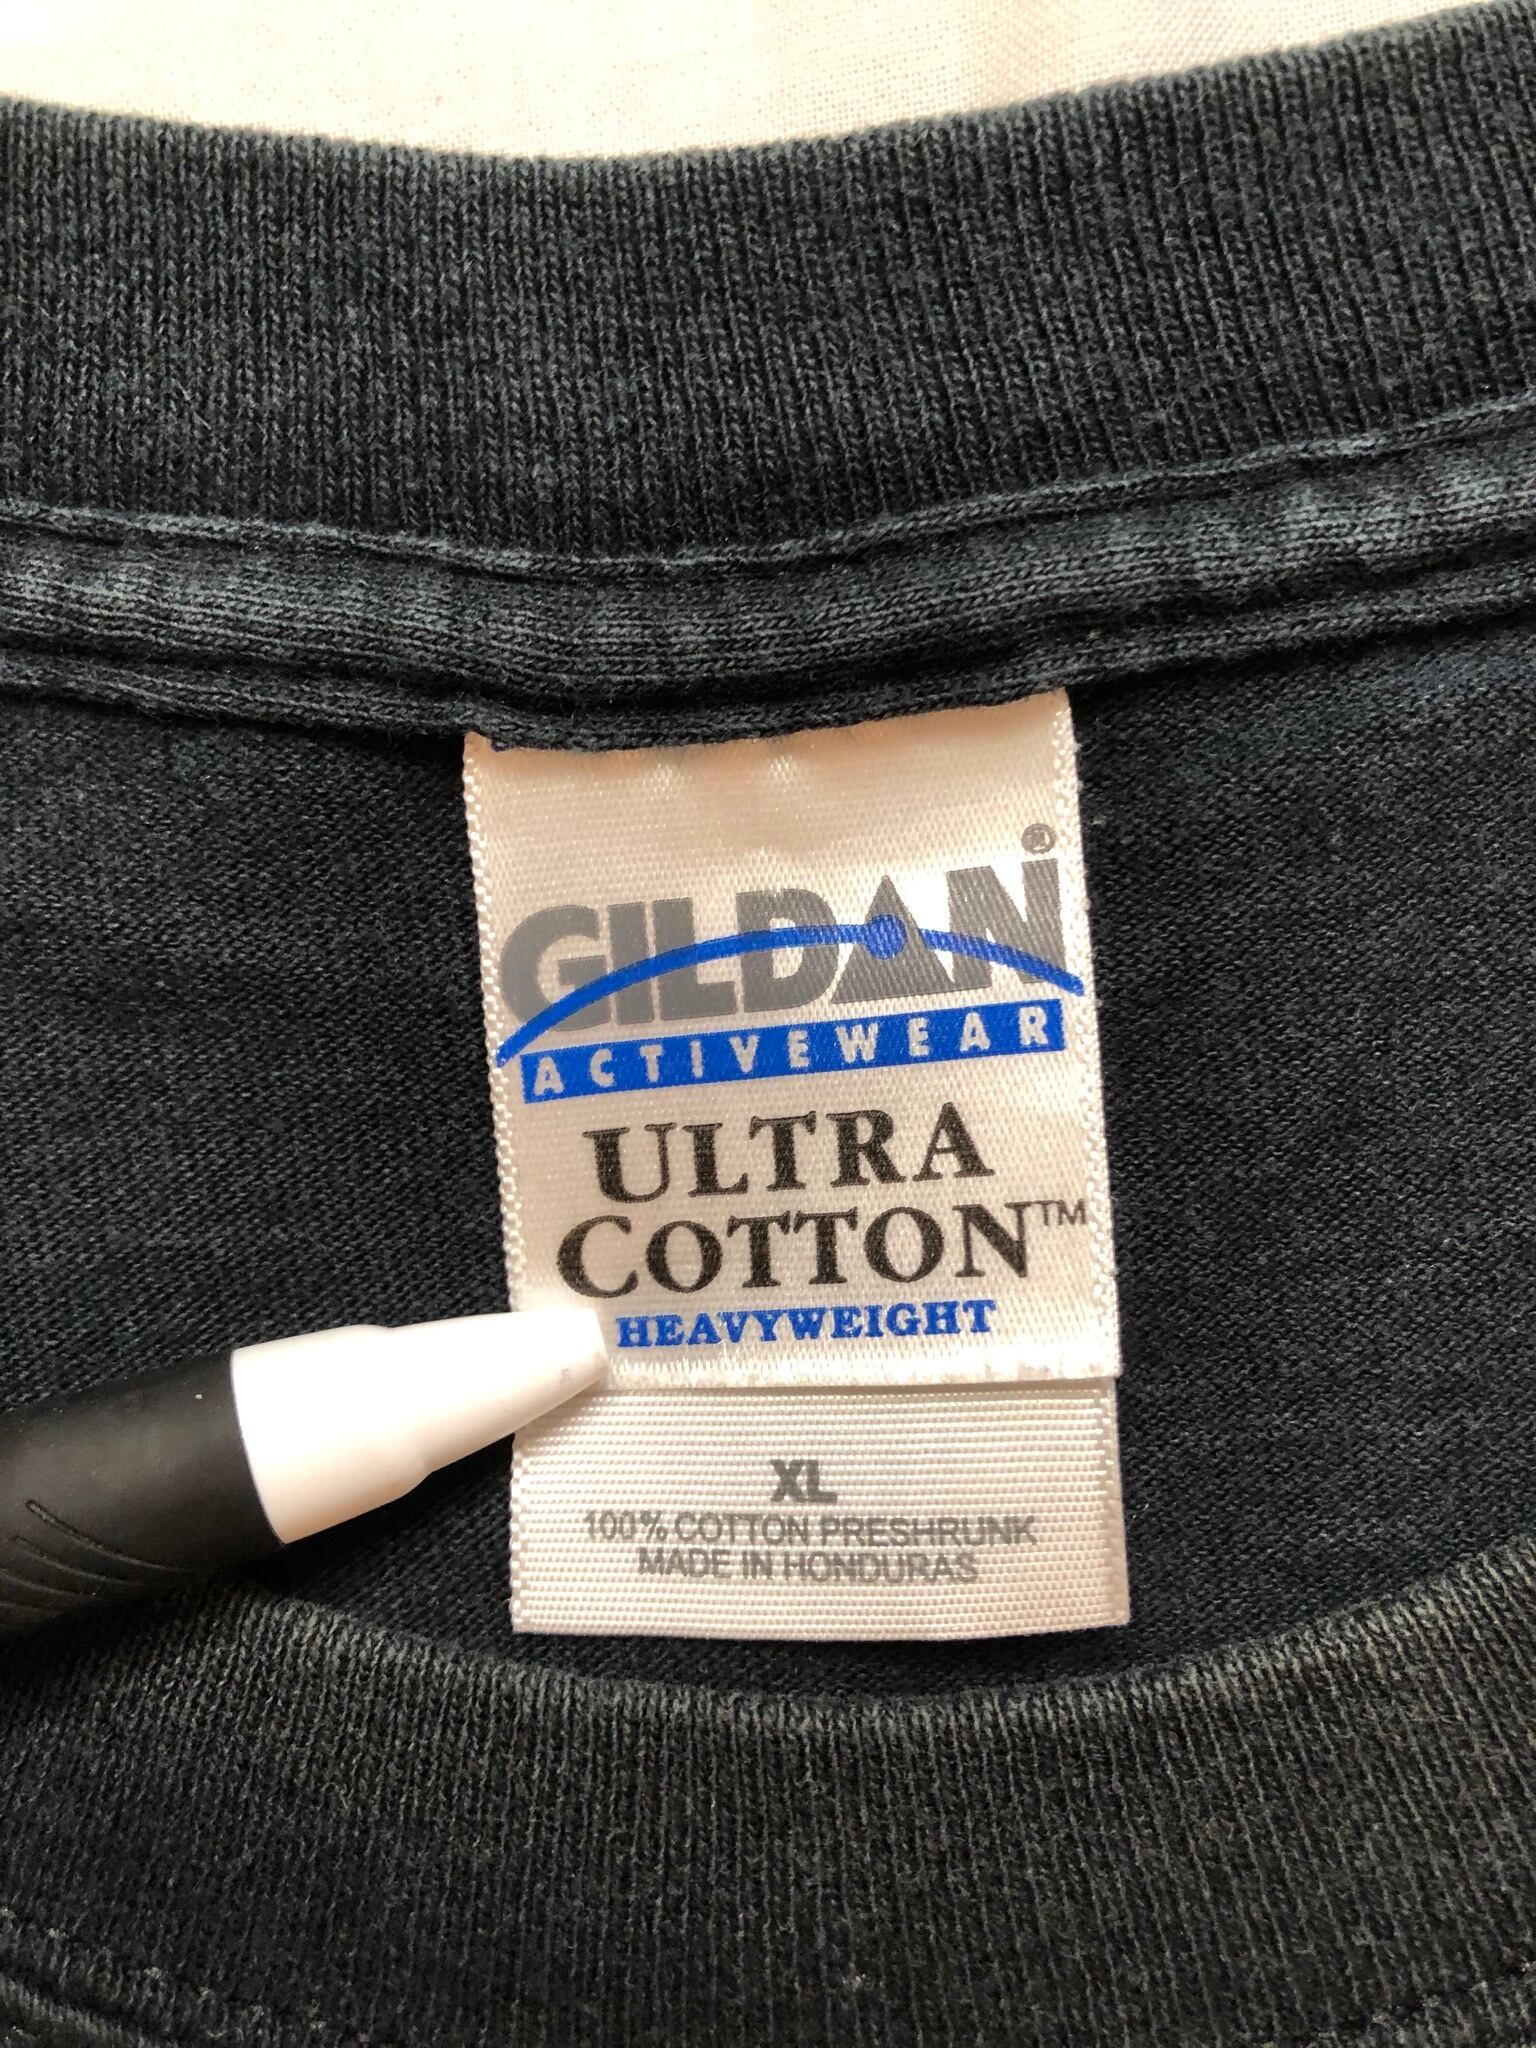 GILDAN®
ACTIVEWEAR
ULTRA
COTTON™
HEAVYWEIGHT
XL
100% COTTON PRESHRUNK
MADE IN HONDURAS